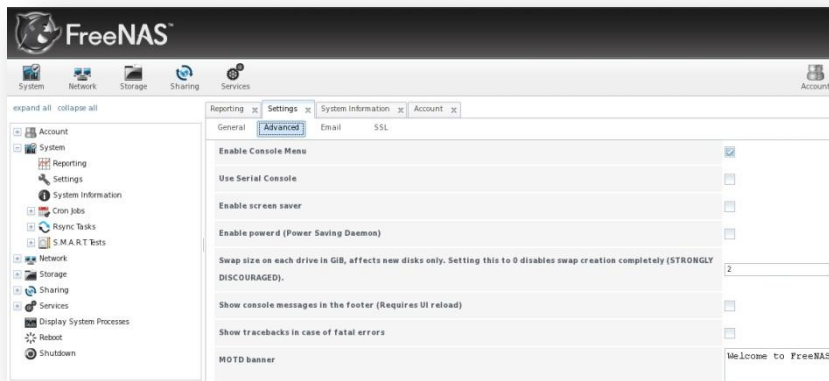 FreeNAS™
System Network Storage Sharing Services Account
expand all collapse all
Reporting x Settings x System Information x Account x
General Advanced Email SSL
Account
System
Reporting
Settings
System Information
Cron Jobs
Rsync Tasks
S.M.A.R.T. Tests
Network
Storage
Sharing
Services
Display System Processes
Reboot
Shutdown
Enable Console Menu
Use Serial Console
Enable screen saver
Enable powerd (Power Saving Daemon)
Swap size on each drive in GiB, affects new disks only. Setting this to 0 disables swap creation completely (STRONGLY
DISCOURAGED).
2
Show console messages in the footer (Requires UI reload)
Show tracebacks in case of fatal errors
MOTD banner
Welcome to FreeNAS